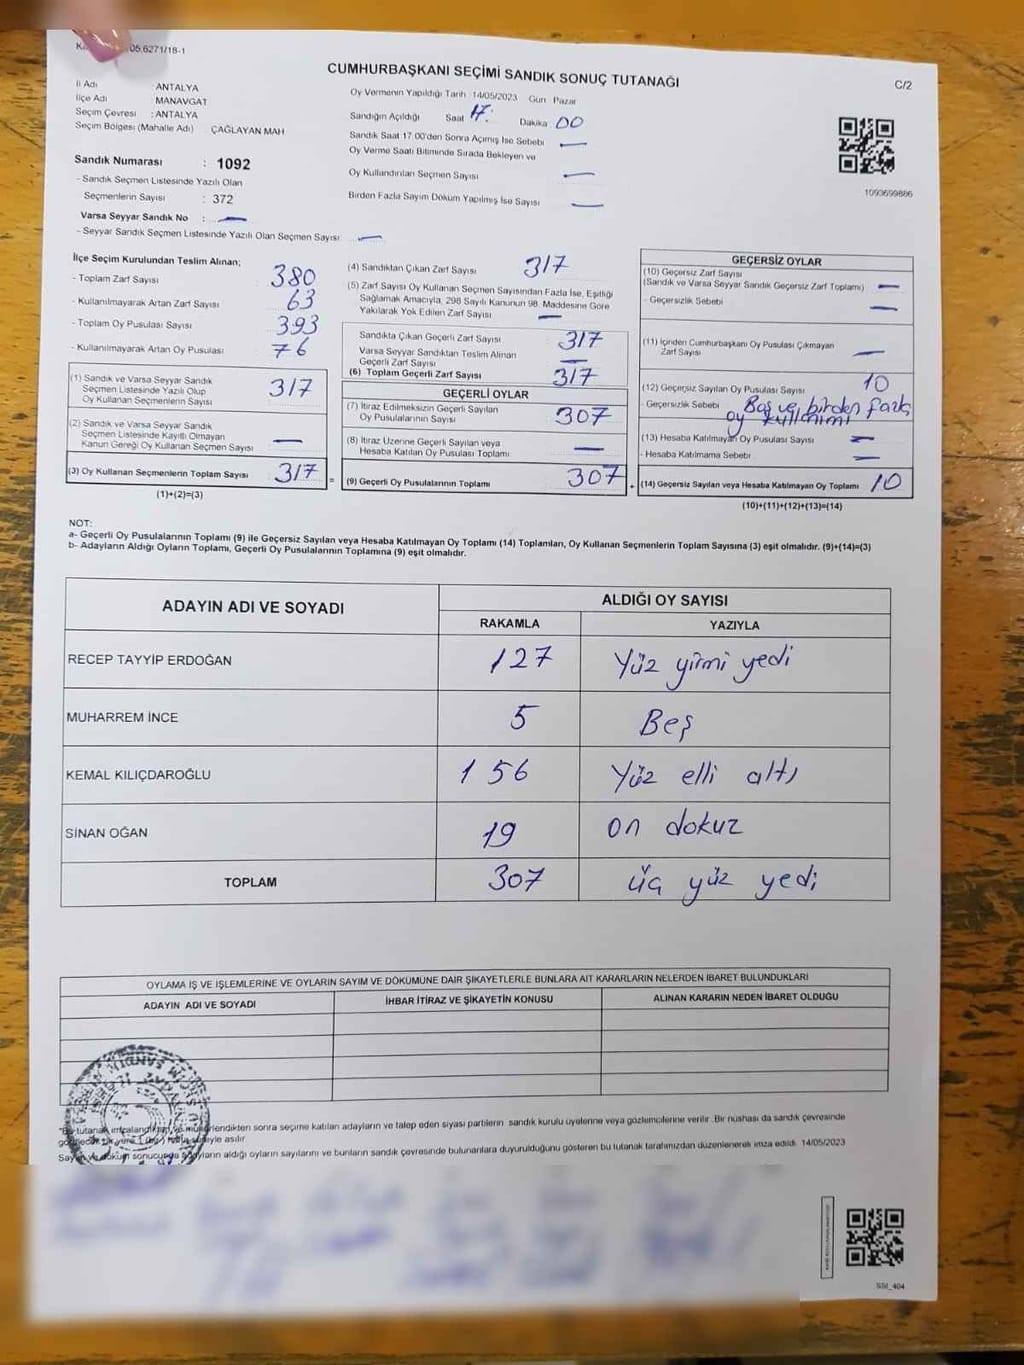 05.6271/18-1
CUMHURBAŞKANI SEÇİMİ SANDIK SONUÇ TUTANAĞI
C/2
İl Adı ANTALYA
İlçe Adı MANAVGAT
Seçim Çevresi : ANTALYA
Seçim Bölgesi (Mahalle Adı) : ÇAĞLAYAN MAH
Sandık Numarası : 1092
- Sandık Seçmen Listesinde Yazılı Olan
Seçmenlerin Sayısı : 372
Varsa Seyyar Sandık No : —
- Seyyar Sandık Seçmen Listesinde Yazılı Olan Seçmen Sayısı —
Oy Vermenin Yapıldığı Tarih 14/05/2023 Gün Pazar
Sandığın Açıldığı Saat 17: Dakika 00
Sandık Saat 17.00'den Sonra Açılmış İse Sebebi —
Oy Verme Saati Bitiminde Sırada Bekleyen ve
Oy Kullandırılan Seçmen Sayısı —
Birden Fazla Sayım Döküm Yapılmış İse Sayısı —
1093699886
İlçe Seçim Kurulundan Teslim Alınan;
- Toplam Zarf Sayısı 380
- Kullanılmayarak Artan Zarf Sayısı 63
- Toplam Oy Pusulası Sayısı 393
- Kullanılmayarak Artan Oy Pusulası 76
(1) Sandık ve Varsa Seyyar Sandık
Seçmen Listesinde Yazılı Olup
Oy Kullanan Seçmenlerin Sayısı 317
(2) Sandık ve Varsa Seyyar Sandık
Seçmen Listesinde Kayıtlı Olmayan
Kanun Gereği Oy Kullanan Seçmen Sayısı —
(3) Oy Kullanan Seçmenlerin Toplam Sayısı 317
(1)+(2)=(3)
=
(4) Sandıktan Çıkan Zarf Sayısı 317
(5) Zarf Sayısı Oy Kullanan Seçmen Sayısından Fazla İse, Eşitliği
Sağlamak Amacıyla, 298 Sayılı Kanunun 98. Maddesine Göre
Yakılarak Yok Edilen Zarf Sayısı —
Sandıkta Çıkan Geçerli Zarf Sayısı 317
Varsa Seyyar Sandıktan Teslim Alınan
Geçerli Zarf Sayısı —
(6) Toplam Geçerli Zarf Sayısı 317
GEÇERLİ OYLAR
(7) İtiraz Edilmeksizin Geçerli Sayılan
Oy Pusulalarının Sayısı 307
(8) İtiraz Üzerine Geçerli Sayılan veya
Hesaba Katılan Oy Pusulası Toplamı —
(9) Geçerli Oy Pusulalarının Toplamı 307
+
GEÇERSİZ OYLAR
(10) Geçersiz Zarf Sayısı
(Sandık ve Varsa Seyyar Sandık Geçersiz Zarf Toplamı) —
- Geçersizlik Sebebi —
(11) İçinden Cumhurbaşkanı Oy Pusulası Çıkmayan
Zarf Sayısı —
(12) Geçersiz Sayılan Oy Pusulası Sayısı 10
- Geçersizlik Sebebi Boş ve birden fazla
oy kullanımı
(13) Hesaba Katılmayan Oy Pusulası Sayısı —
- Hesaba Katılmama Sebebi —
(14) Geçersiz Sayılan veya Hesaba Katılmayan Oy Toplamı 10
(10)+(11)+(12)+(13)=(14)
NOT:
a- Geçerli Oy Pusulalarının Toplamı (9) ile Geçersiz Sayılan veya Hesaba Katılmayan Oy Toplamı (14) Toplamları, Oy Kullanan Seçmenlerin Toplam Sayısına (3) eşit olmalıdır. (9)+(14)=(3)
b- Adayların Aldığı Oyların Toplamı, Geçerli Oy Pusulalarının Toplamına (9) eşit olmalıdır.
ADAYIN ADI VE SOYADI ALDIĞI OY SAYISI
RAKAMLA YAZIYLA
RECEP TAYYİP ERDOĞAN 127 Yüz yirmi yedi
MUHARREM İNCE 5 Beş
KEMAL KILIÇDAROĞLU 156 Yüz elli altı
SİNAN OĞAN 19 on dokuz
TOPLAM 307 üç yüz yedi
OYLAMA İŞ VE İŞLEMLERİNE VE OYLARIN SAYIM VE DÖKÜMÜNE DAİR ŞİKAYETLERLE BUNLARA AİT KARARLARIN NELERDEN İBARET BULUNDUKLARI
ADAYIN ADI VE SOYADI İHBAR İTİRAZ VE ŞİKAYETİN KONUSU ALINAN KARARIN NEDEN İBARET OLDUĞU
sonra seçime katılan adayların ve talep eden siyasi partilerin sandık kurulu üyelerine veya gözlemcilerine verilir. Bir nüshası da sandık çevresinde
asılır.
aldığı oyların sayılarını ve bunların sandık çevresinde bulunanlara duyurulduğunu gösteren bu tutanak tarafımızdan düzenlenerek imza edildi. 14/05/2023
SSI_404